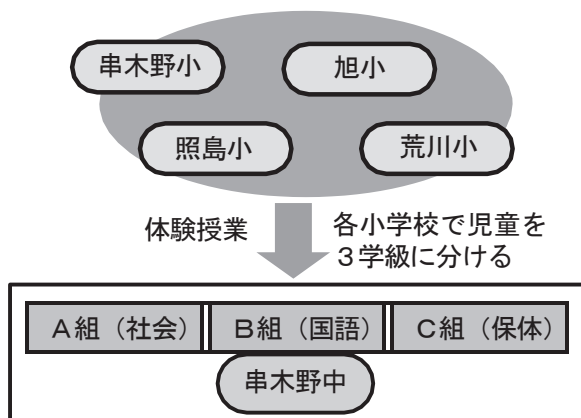 串木野小
旭小
照島小
荒川小
体験授業
各小学校で児童を
３学級に分ける
Ａ組（社会）
Ｂ組（国語）
Ｃ組（保体）
串木野中